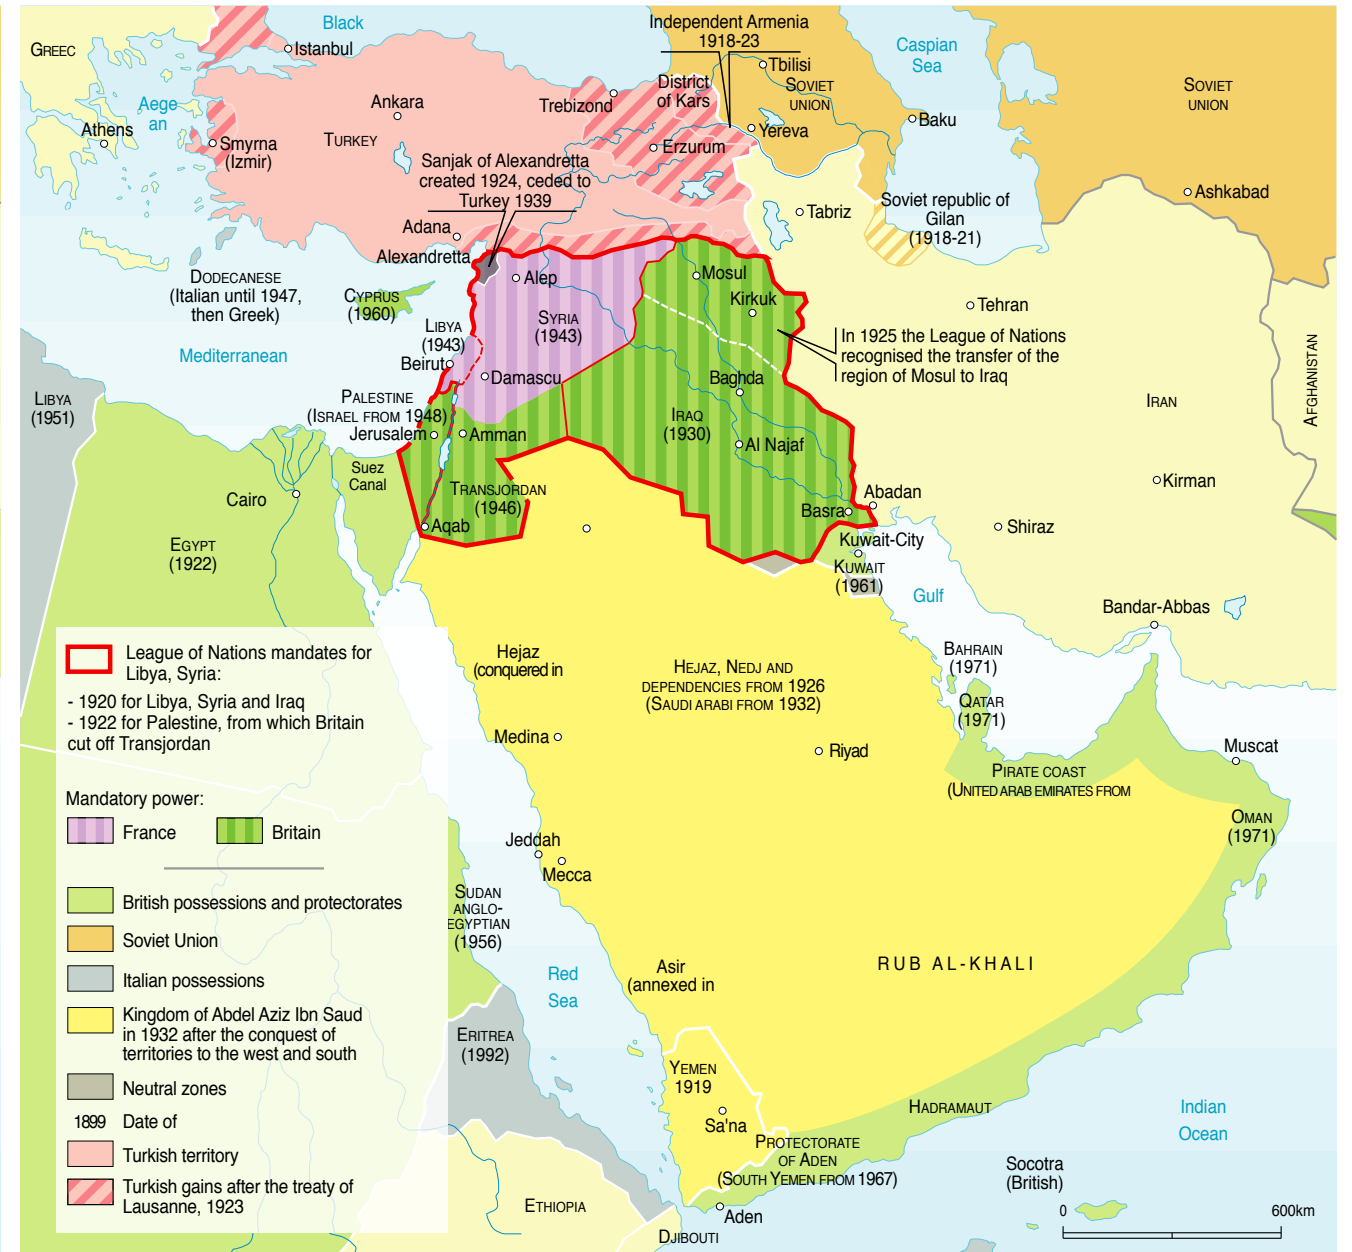 Black
Independent Armenia
1918-23
Caspian
Sea
GREEC
Istanbul
Tbilisi
SOVIET
UNION
SOVIET
UNION
District
of Kars
Aege
an
Ankara
Trebizond
Baku
Athens
TURKEY
Smyrna
(Izmir)
Yereva
Erzurum
Sanjak of Alexandretta
created 1924, ceded to
Turkey 1939
Ashkabad
Soviet republic of
Gilan
(1918-21)
Tabriz
Adana
Alexandretta
DODECANESE
(Italian until 1947,
then Greek)
CYPRUS
(1960)
Alep
Mosul
Kirkuk
Tehran
LIBYA
(1943)
SYRIA
(1943)
In 1925 the League of Nations
recognised the transfer of the
region of Mosul to Iraq
Mediterranean
Beiruto
Damascu
Baghda
AFGHANISTAN
LIBYA
(1951)
PALESTINE
(ISRAEL FROM 1948)
Jerusalem
Amman
IRAQ
(1930)
Al Najaf
IRAN
Suez
Canal
Cairo
TRANSJORDAN
(1946)
Aqab
Basra
Abadan
Kirman
Shiraz
EGYPT
(1922)
Kuwait-City
KUWAIT
(1961)
Gulf
Bandar-Abbas
League of Nations mandates for
Libya, Syria:
- 1920 for Libya, Syria and Iraq
- 1922 for Palestine, from which Britain
cut off Transjordan
Mandatory power:
France
Britain
British possessions and protectorates
Soviet Union
Italian possessions
Kingdom of Abdel Aziz Ibn Saud
in 1932 after the conquest of
territories to the west and south
Neutral zones
1899
Date of
Turkish territory
Turkish gains after the treaty of
Lausanne, 1923
Hejaz
(conquered in
HEJAZ, NEDJ AND
DEPENDENCIES FROM 1926
(SAUDI ARABI FROM 1932)
BAHRAIN
(1971)
QATAR
(1971)
Medina
Riyad
Muscat
PIRATE COAST
(UNITED ARAB EMIRATES FROM
OMAN
(1971)
Jeddah
Mecca
SUDAN
ANGLO-
EGYPTIAN
(1956)
Red
Sea
Asir
(annexed in
RUB AL-KHALI
ERITREA
(1992)
YEMEN
1919
Sa'na
HADRAMAUT
Indian
Ocean
PROTECTORATE
OF ADEN
(SOUTH YEMEN FROM 1967)
Socotra
(British)
ETHIOPIA
Aden
DJIBOUTI
0
600km